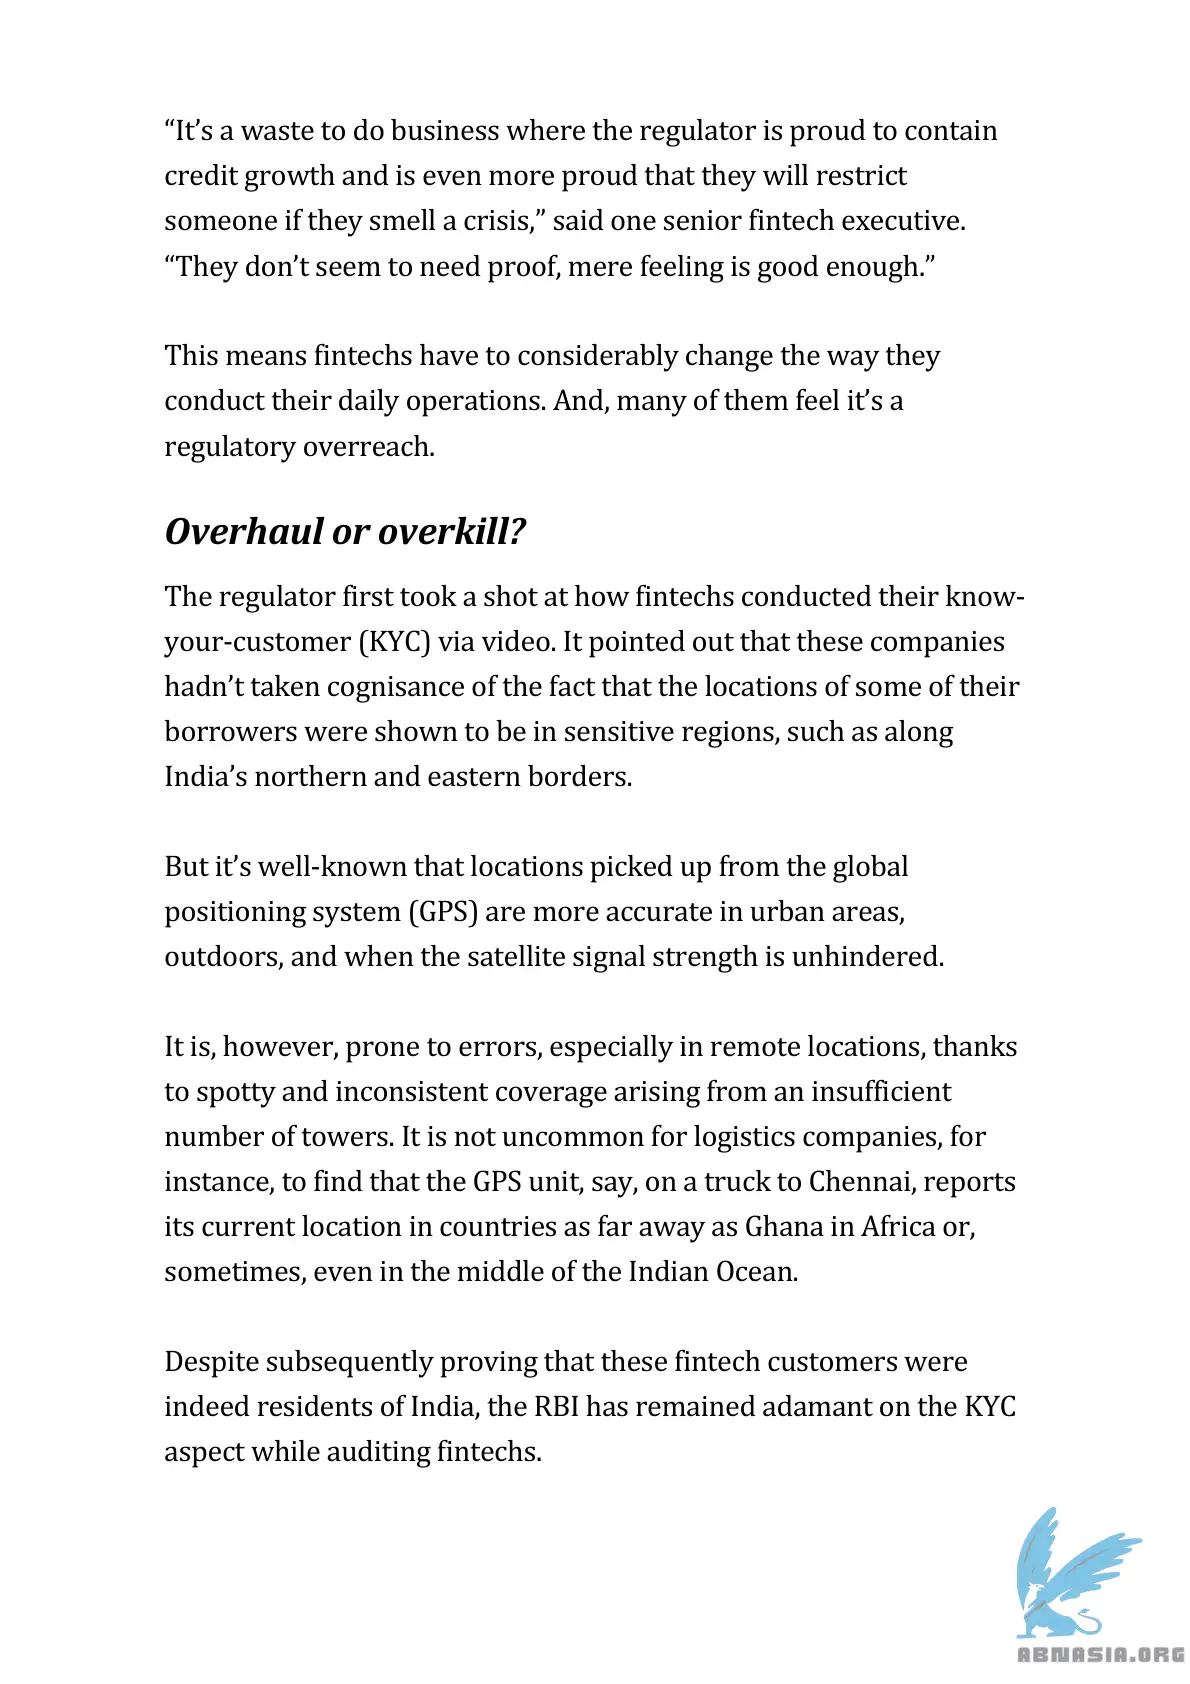 “It’s a waste to do business where the regulator is proud to contain
credit growth and is even more proud that they will restrict
someone if they smell a crisis,” said one senior fintech executive.
“They don’t seem to need proof, mere feeling is good enough.”
This means fintechs have to considerably change the way they
conduct their daily operations. And, many of them feel it’s a
regulatory overreach.
Overhaul or overkill?
The regulator first took a shot at how fintechs conducted their know-
your-customer (KYC) via video. It pointed out that these companies
hadn’t taken cognisance of the fact that the locations of some of their
borrowers were shown to be in sensitive regions, such as along
India’s northern and eastern borders.
But it’s well-known that locations picked up from the global
positioning system (GPS) are more accurate in urban areas,
outdoors, and when the satellite signal strength is unhindered.
It is, however, prone to errors, especially in remote locations, thanks
to spotty and inconsistent coverage arising from an insufficient
number of towers. It is not uncommon for logistics companies, for
instance, to find that the GPS unit, say, on a truck to Chennai, reports
its current location in countries as far away as Ghana in Africa or,
sometimes, even in the middle of the Indian Ocean.
Despite subsequently proving that these fintech customers were
indeed residents of India, the RBI has remained adamant on the KYC
aspect while auditing fintechs.
ABNASIA.ORG